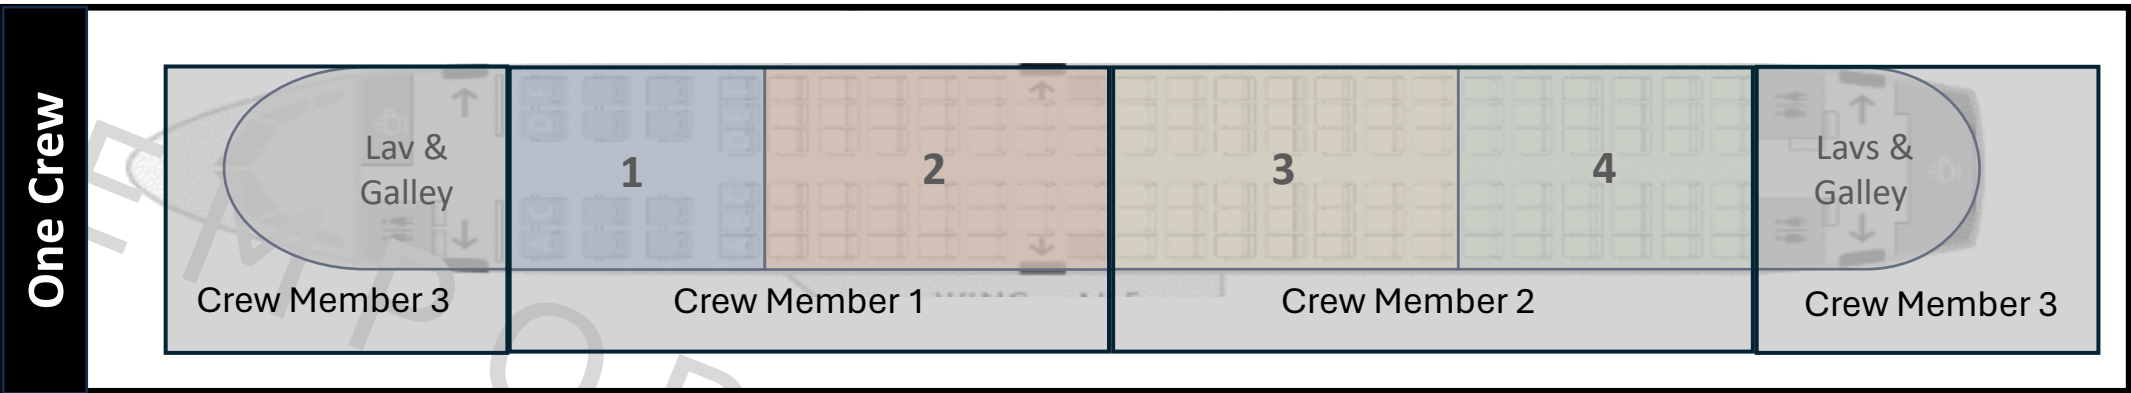 One Crew
Lav &
Galley
1
2
3
4
Lavs &
Galley
Crew Member 3
Crew Member 1
Crew Member 2
Crew Member 3